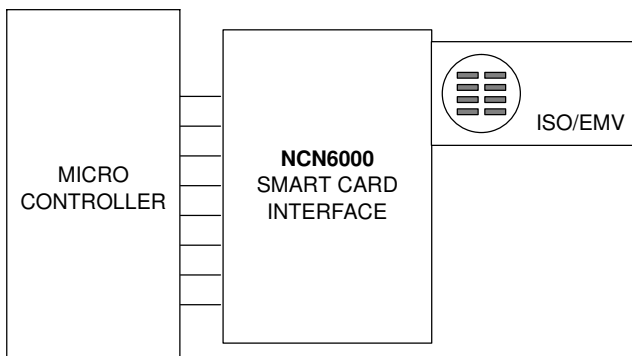 MICRO
CONTROLLER
NCN6000
SMART CARD
INTERFACE
ISO/EMV